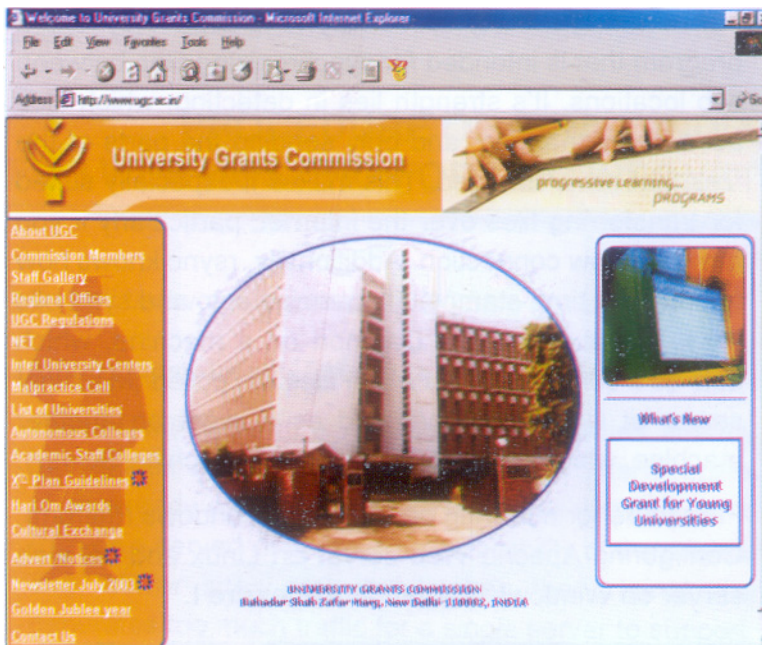 Welcome to University Grants Commission - Microsoft Internet Explorer
File Edit View Favorites Tools Help
Address http://www.ugc.ac.in/ Go
University Grants Commission
progressive learning...
PROGRAMS
About UGC
Commission Members
Staff Gallery
Regional Offices
UGC Regulations
NET
Inter University Centers
Malpractice Cell
List of Universities
Autonomous Colleges
Academic Staff Colleges
Xth Plan Guidelines
Hari Om Awards
Cultural Exchange
Advert /Notices
Newsletter July 2003
Golden Jublee year
Contact Us
What's New
Special
Development
Grant for Young
Universities
UNIVERSITY GRANTS COMMISSION
Bahadur Shah Zafar Marg, New Delhi-110002, INDIA